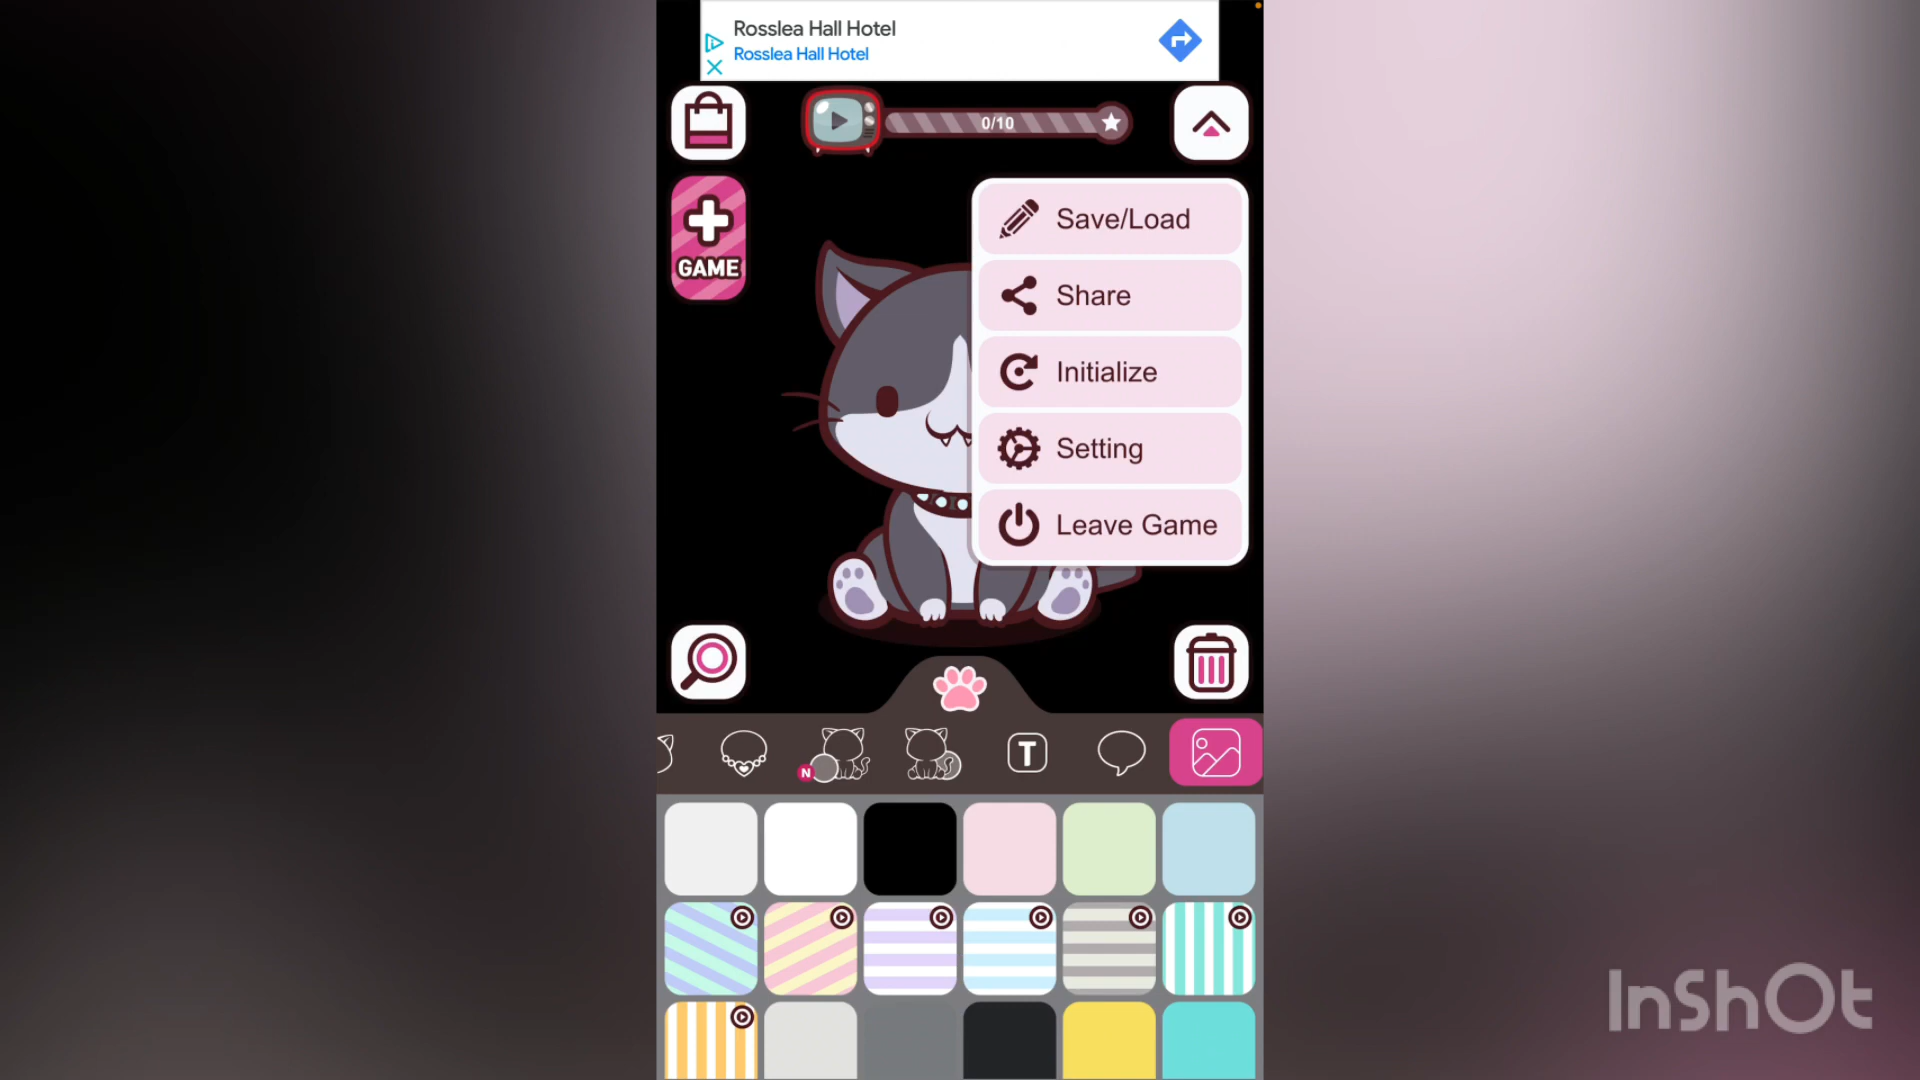 Rosslea Hall Hotel
Rosslea Hall Hotel
0/10
GAME
Save/Load
Share
Initialize
Setting
Leave Game
N
T
InShOt